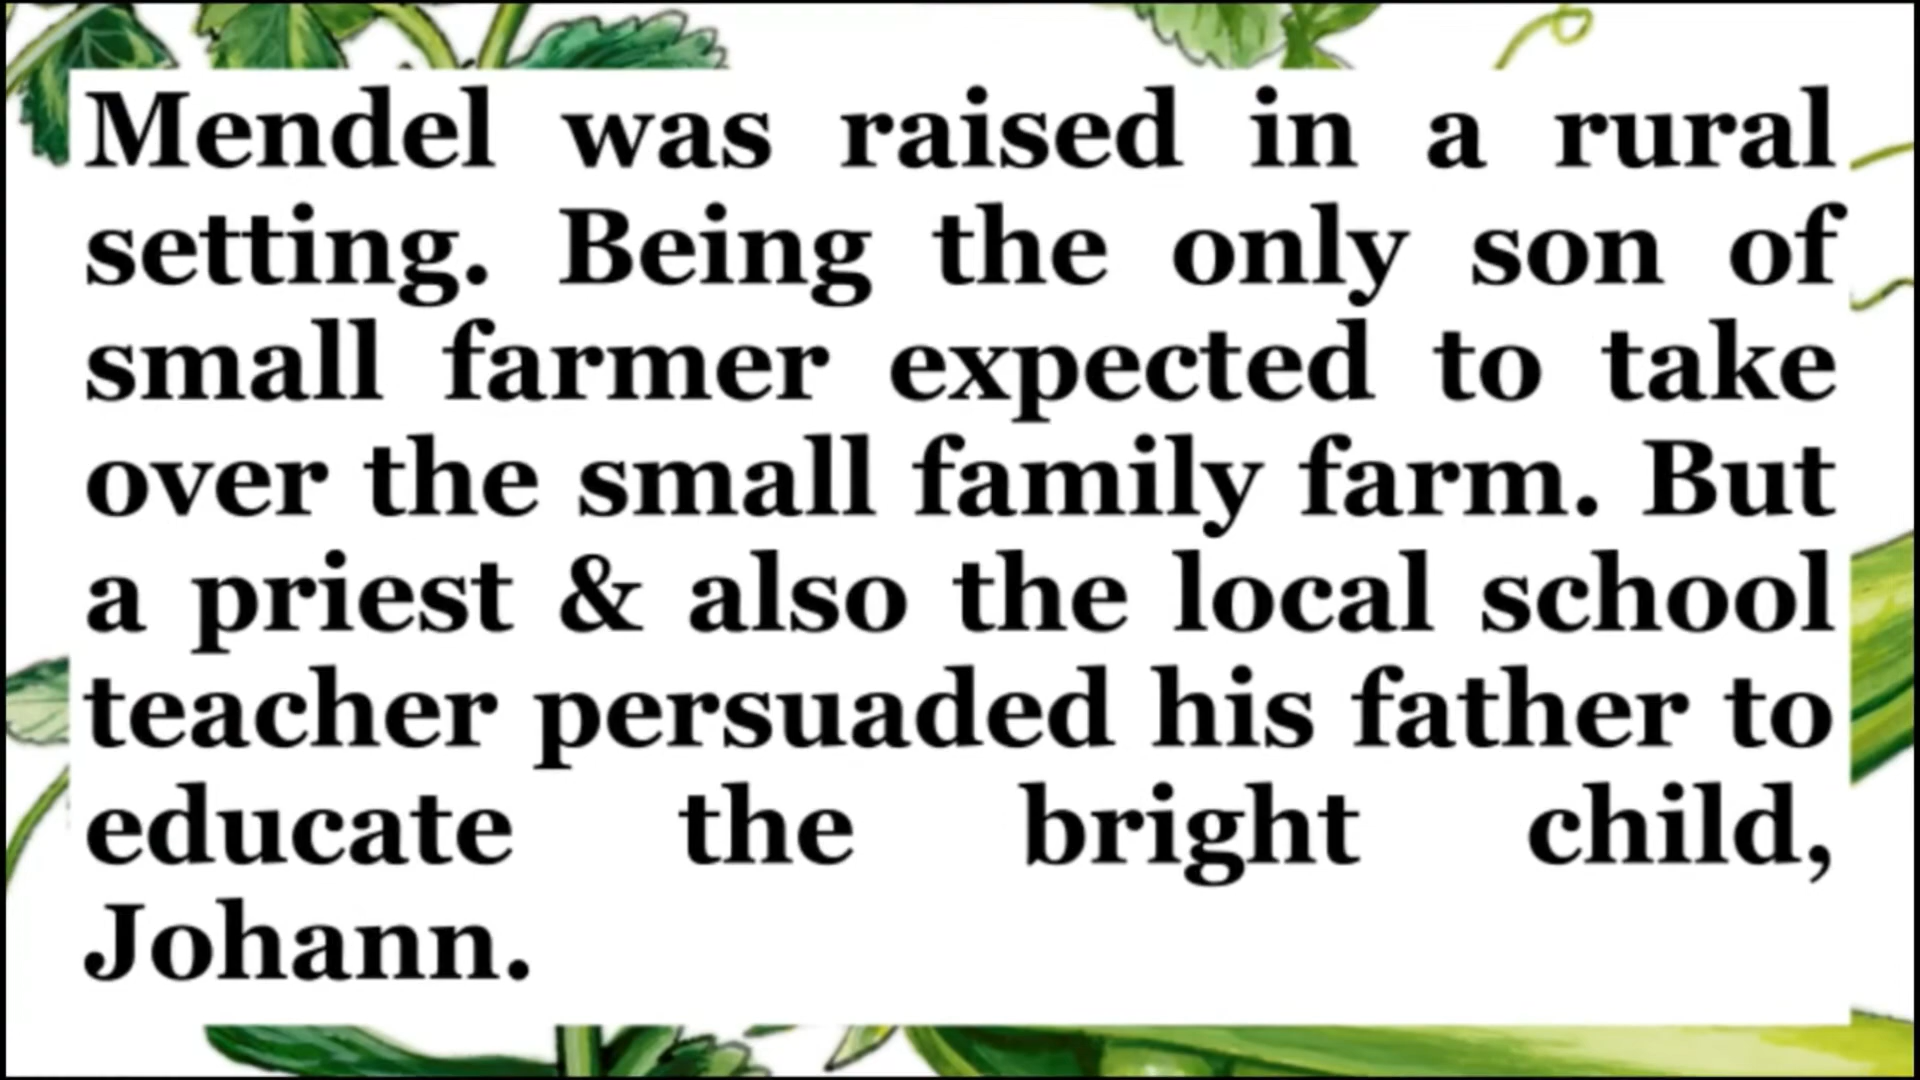 Mendel was raised in a rural
setting. Being the only son of
small farmer expected to take
over the small family farm. But
a priest & also the local school
teacher persuaded his father to
educate the bright child,
Johann.